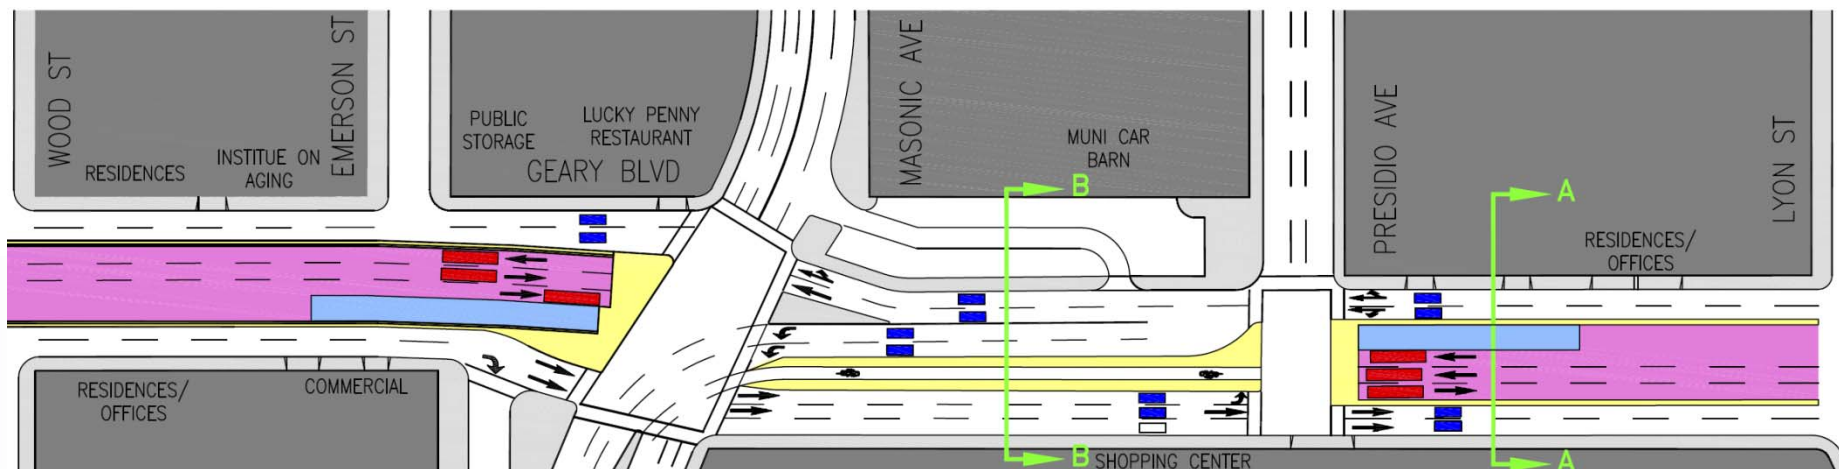 WOOD ST
RESIDENCES
INSTITUE ON
AGING
EMERSON ST
PUBLIC
STORAGE
LUCKY PENNY
RESTAURANT
GEARY BLVD
MASONIC AVE
MUNI CAR
BARN
B
PRESIDIO AVE
A
RESIDENCES/
OFFICES
LYON ST
RESIDENCES/
OFFICES
COMMERCIAL
B
SHOPPING CENTER
A